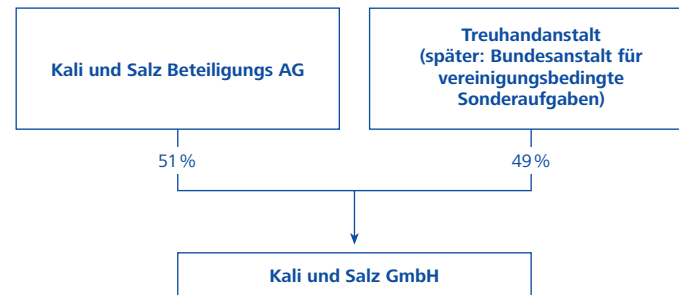 Kali und Salz Beteiligungs AG
Treuhandanstalt
(später: Bundesanstalt für
vereinigungsbedingte
Sonderaufgaben)
51 %
49 %
Kali und Salz GmbH